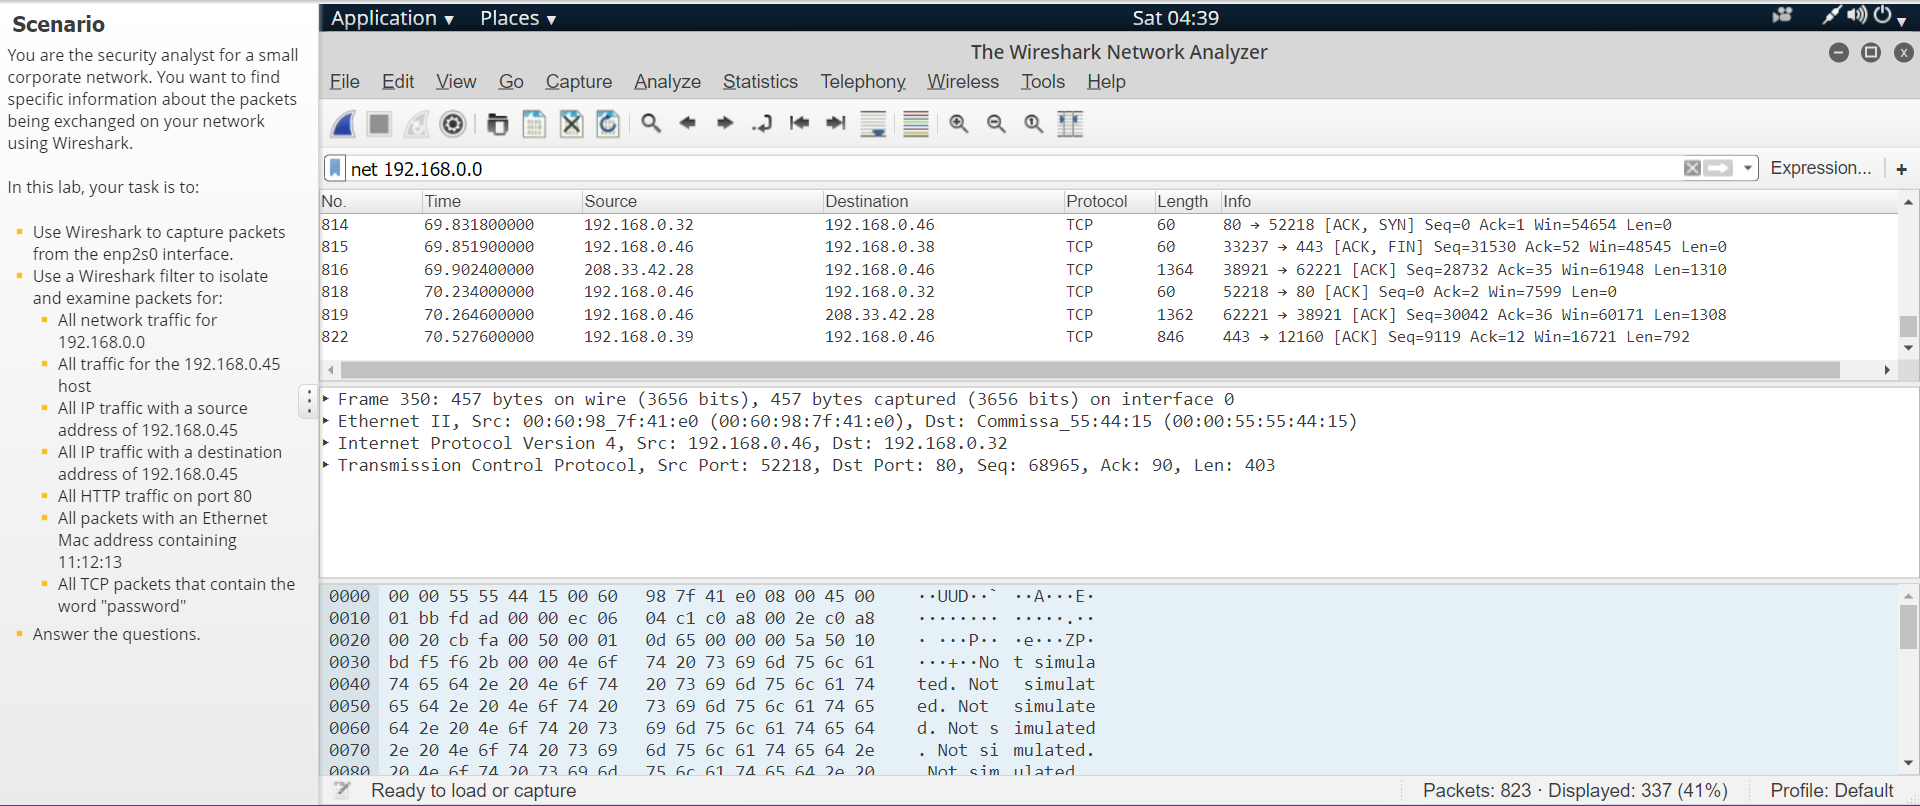 Scenario
You are the security analyst for a small
corporate network. You want to find
specific information about the packets
being exchanged on your network
using Wireshark.
In this lab, your task is to:
Use Wireshark to capture packets
from the enp2s0 interface.
Use a Wireshark filter to isolate
and examine packets for:
All network traffic for
192.168.0.0
All traffic for the 192.168.0.45
host
All IP traffic with a source
address of 192.168.0.45
All IP traffic with a destination
address of 192.168.0.45
All HTTP traffic on port 80
All packets with an Ethernet
Mac address containing
11:12:13
All TCP packets that contain the
word "password"
Answer the questions.
Application ▾ Places ▾ Sat 04:39
The Wireshark Network Analyzer
File Edit View Go Capture Analyze Statistics Telephony Wireless Tools Help
net 192.168.0.0 Expression... +
No. Time Source Destination Protocol Length Info
814 69.831800000 192.168.0.32 192.168.0.46 TCP 60 80 → 52218 [ACK, SYN] Seq=0 Ack=1 Win=54654 Len=0
815 69.851900000 192.168.0.46 192.168.0.38 TCP 60 33237 → 443 [ACK, FIN] Seq=31530 Ack=52 Win=48545 Len=0
816 69.902400000 208.33.42.28 192.168.0.46 TCP 1364 38921 → 62221 [ACK] Seq=28732 Ack=35 Win=61948 Len=1310
818 70.234000000 192.168.0.46 192.168.0.32 TCP 60 52218 → 80 [ACK] Seq=0 Ack=2 Win=7599 Len=0
819 70.264600000 192.168.0.46 208.33.42.28 TCP 1362 62221 → 38921 [ACK] Seq=30042 Ack=36 Win=60171 Len=1308
822 70.527600000 192.168.0.39 192.168.0.46 TCP 846 443 → 12160 [ACK] Seq=9119 Ack=12 Win=16721 Len=792
Frame 350: 457 bytes on wire (3656 bits), 457 bytes captured (3656 bits) on interface 0
Ethernet II, Src: 00:60:98_7f:41:e0 (00:60:98:7f:41:e0), Dst: Commissa_55:44:15 (00:00:55:55:44:15)
Internet Protocol Version 4, Src: 192.168.0.46, Dst: 192.168.0.32
Transmission Control Protocol, Src Port: 52218, Dst Port: 80, Seq: 68965, Ack: 90, Len: 403
0000 00 00 55 55 44 15 00 60 98 7f 41 e0 08 00 45 00 ··UUD··` ··A···E·
0010 01 bb fd ad 00 00 ec 06 04 c1 c0 a8 00 2e c0 a8 ········ ·····.··
0020 00 20 cb fa 00 50 00 01 0d 65 00 00 00 5a 50 10 · ···P·· ·e···ZP·
0030 bd f5 f6 2b 00 00 4e 6f 74 20 73 69 6d 75 6c 61 ···+··No t simula
0040 74 65 64 2e 20 4e 6f 74 20 73 69 6d 75 6c 61 74 ted. Not simulat
0050 65 64 2e 20 4e 6f 74 20 73 69 6d 75 6c 61 74 65 ed. Not simulate
0060 64 2e 20 4e 6f 74 20 73 69 6d 75 6c 61 74 65 64 d. Not s imulated
0070 2e 20 4e 6f 74 20 73 69 6d 75 6c 61 74 65 64 2e . Not si mulated.
0080 20 4e 6f 74 20 73 69 6d 75 6c 61 74 65 64 2e 20 Not sim ulated
Ready to load or capture Packets: 823 · Displayed: 337 (41%) Profile: Default